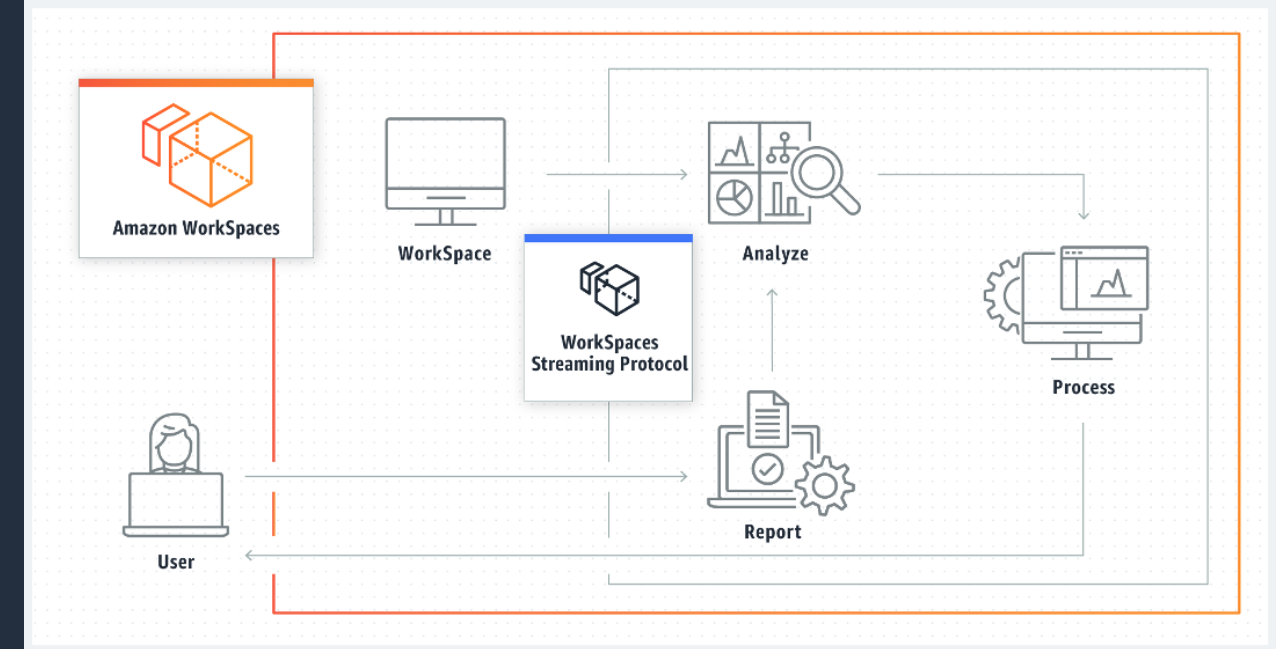 Amazon WorkSpaces
WorkSpace
Analyze
WorkSpaces
Streaming Protocol
Process
Report
User